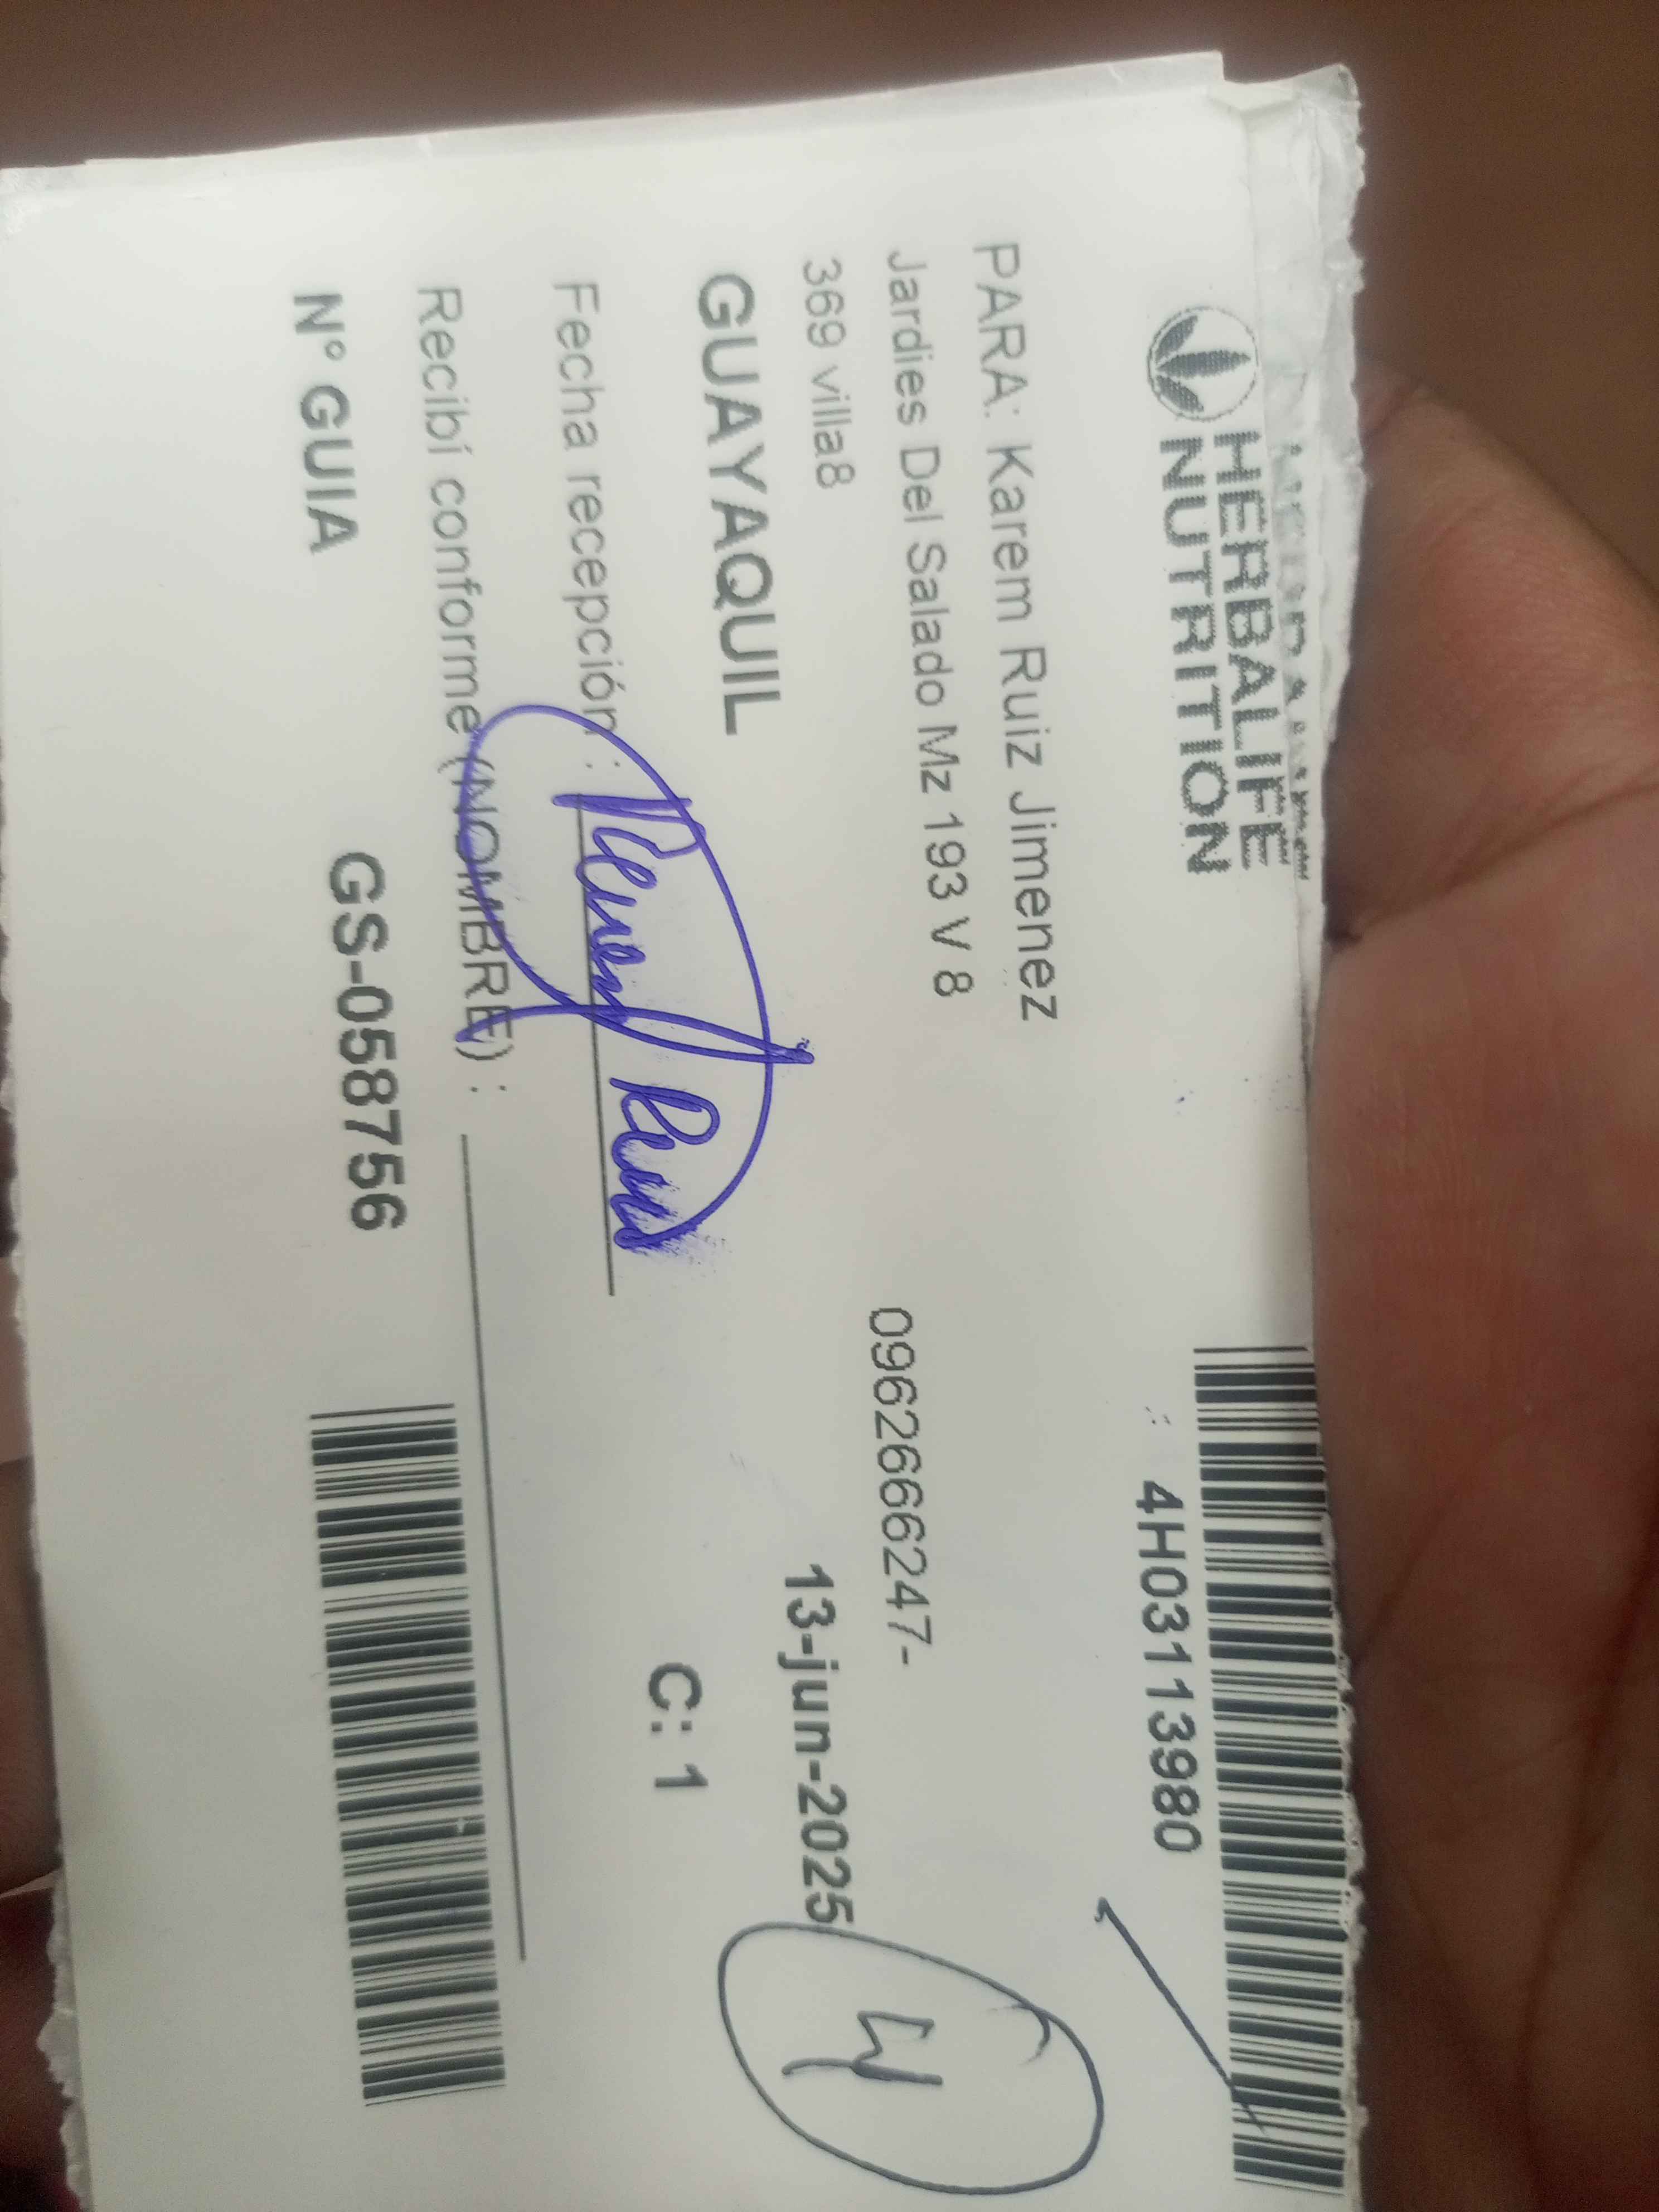 HERBALIFE
NUTRITION
4H03113980
PARA: Karem Ruiz Jimenez
Jardies Del Salado Mz 193 V 8
0962666247-
369 villa8
13-jun-2025
4
GUAYAQUIL
C: 1
Fecha recepción :
Recibí conforme (NOMBRE) :
N° GUIA GS-058756